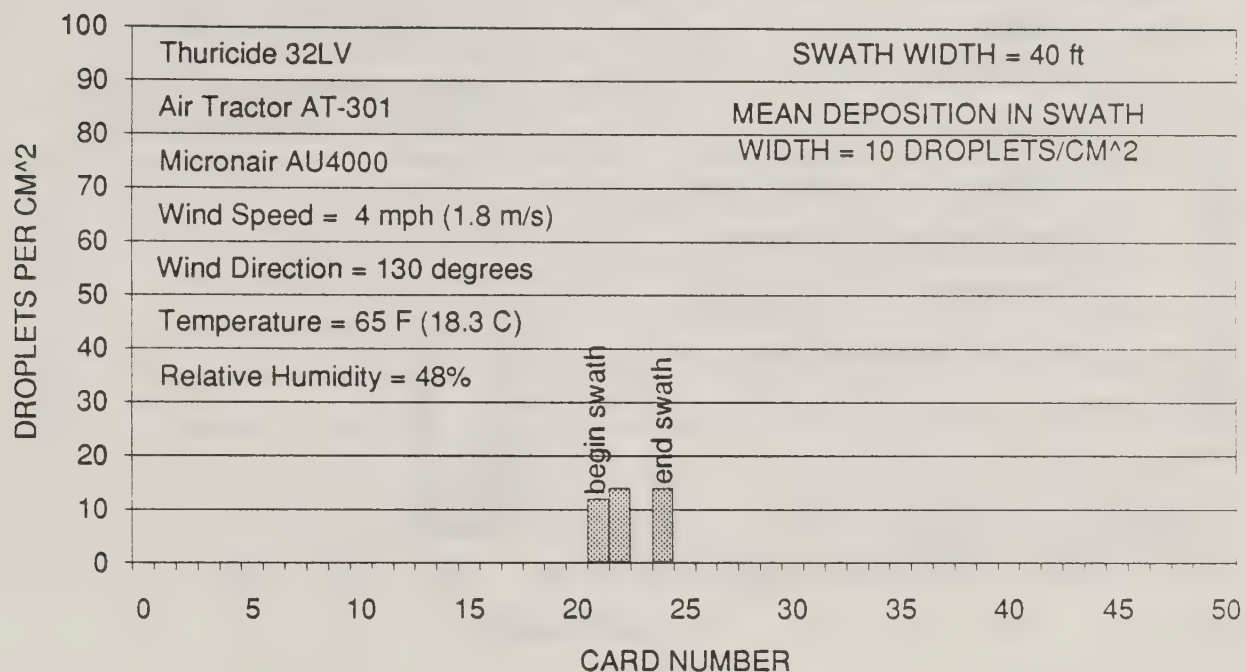 100
90
80
70
60
50
40
30
20
10
0
DROPLETS PER CM^2
Thuricide 32LV
Air Tractor AT-301
Micronair AU4000
Wind Speed = 4 mph (1.8 m/s)
Wind Direction = 130 degrees
Temperature = 65 F (18.3 C)
Relative Humidity = 48%
SWATH WIDTH = 40 ft
MEAN DEPOSITION IN SWATH
WIDTH = 10 DROPLETS/CM^2
begin swath
end swath
0 5 10 15 20 25 30 35 40 45 50
CARD NUMBER